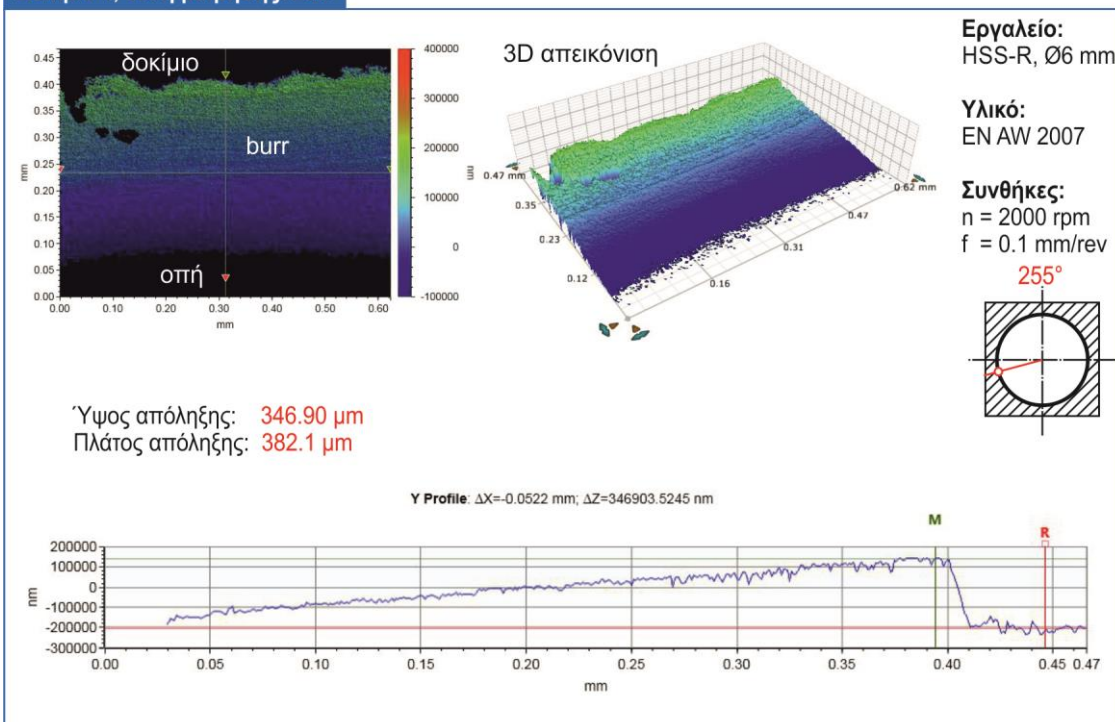 0.45
0.40
0.35
0.30
0.25
0.20
0.15
0.10
0.05
0.00
mm
0.00 0.10 0.20 0.30 0.40 0.50
mm
δοκίμιο
burr
οπή
400000
300000
200000
100000
0
-100000
nm
3D απεικόνιση
0.47 mm
0.35
0.23
0.12
0.16
0.31
0.47
0.62 mm
Εργαλείο:
HSS-R, Ø6 mm
Υλικό:
EN AW 2007
Συνθήκες:
n = 2000 rpm
f = 0.1 mm/rev
255°
Ύψος απόληξης: 346.90 μm
Πλάτος απόληξης: 382.1 μm
Y Profile: ΔX=-0.0522 mm; ΔZ=346903.5245 nm
M
R
200000
100000
0
-100000
-200000
-300000
nm
0.00 0.05 0.10 0.15 0.20 0.25 0.30 0.35 0.40 0.45 0.47
mm